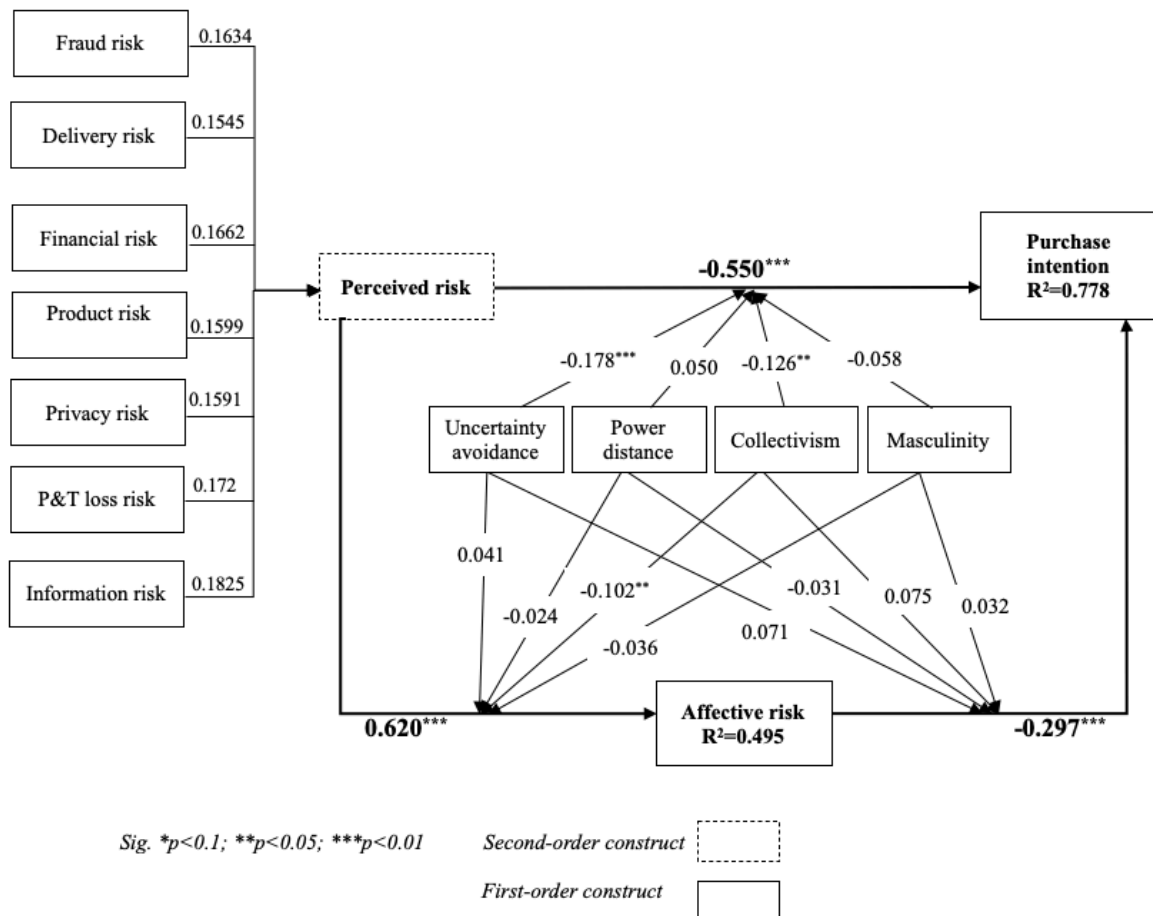 Fraud risk
0.1634
Delivery risk
0.1545
Financial risk
0.1662
Product risk
0.1599
Privacy risk
0.1591
P&T loss risk
0.172
Information risk
0.1825
Perceived risk
-0.550***
Purchase
intention
R²=0.778
-0.178***
0.050
-0.126**
-0.058
Uncertainty
avoidance
Power
distance
Collectivism
Masculinity
0.041
-0.024
-0.102**
-0.036
0.071
-0.031
0.075
0.032
0.620***
Affective risk
R²=0.495
-0.297***
Sig. *p<0.1; **p<0.05; ***p<0.01
Second-order construct
First-order construct